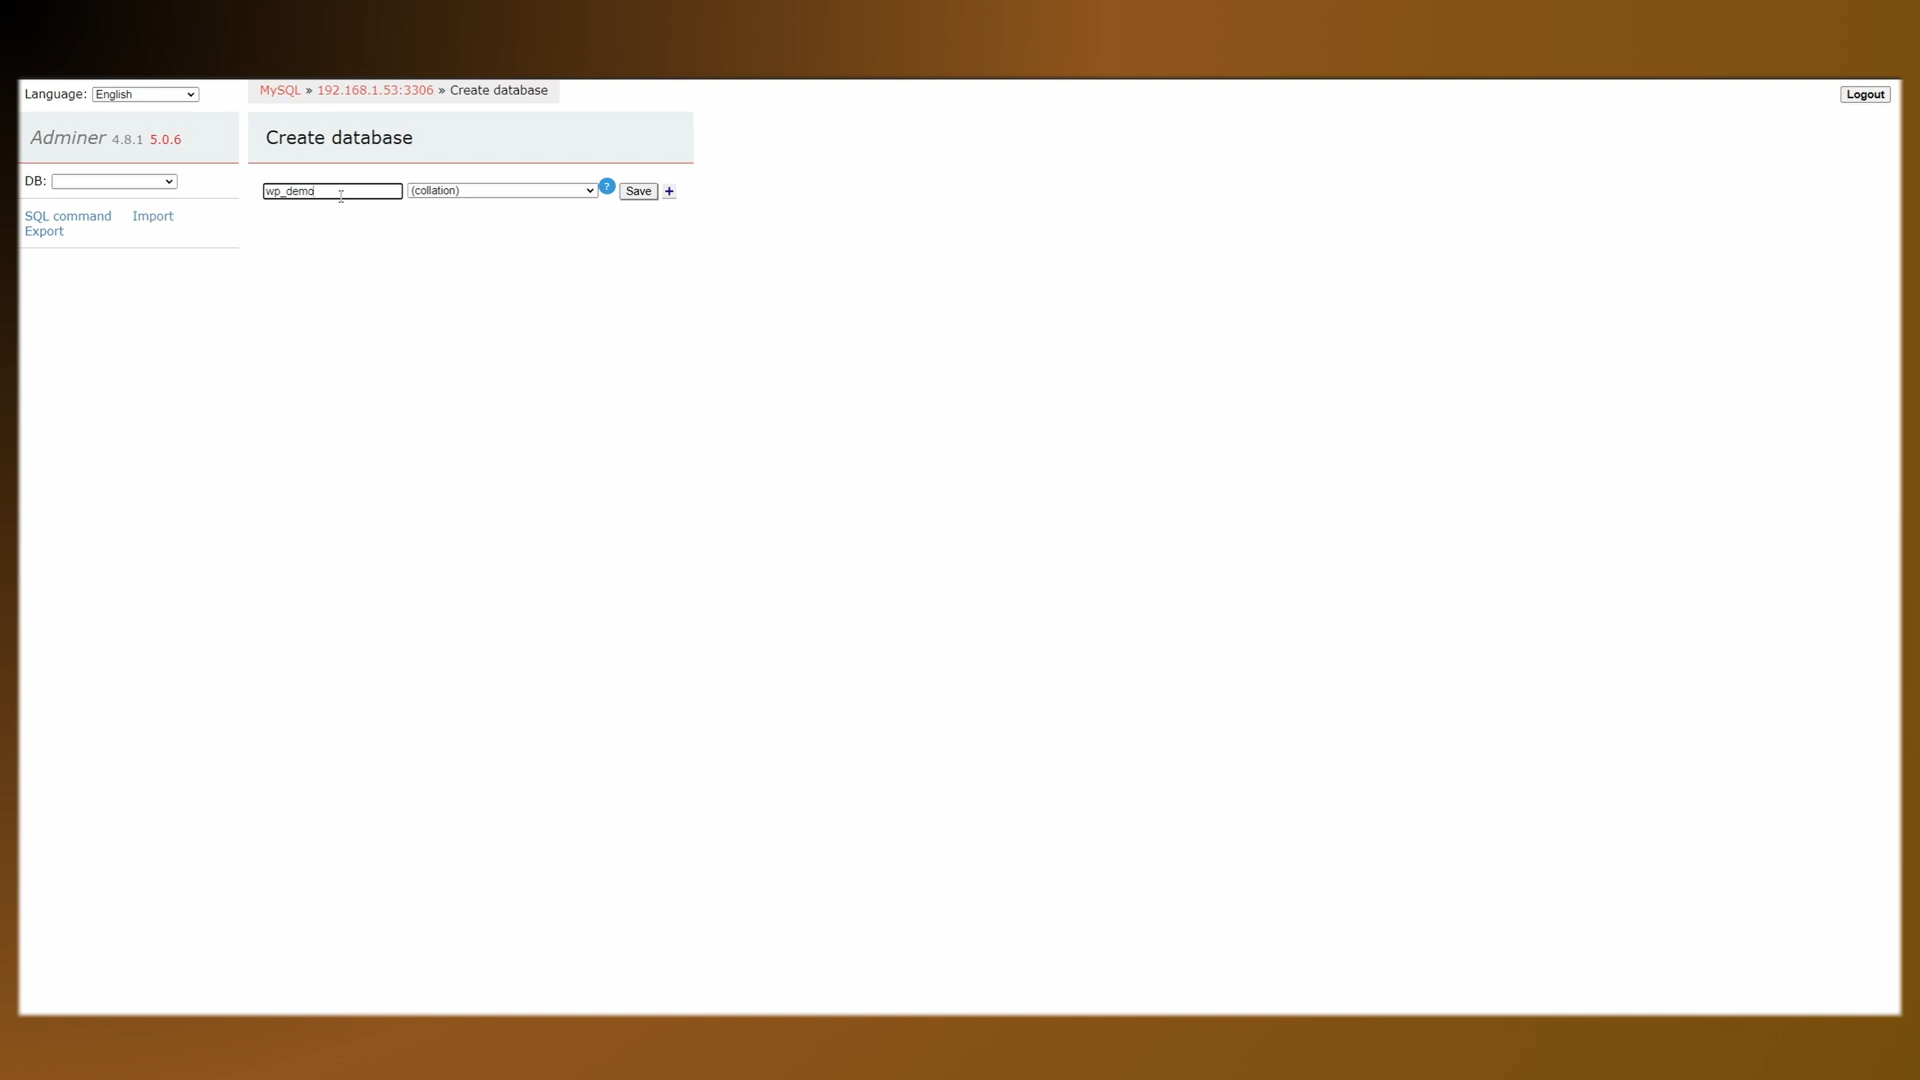 Language: English
MySQL » 192.168.1.53:3306 » Create database
Logout
Adminer 4.8.1 5.0.6
Create database
DB:
wp_demo (collation) ? Save +
SQL command Import
Export